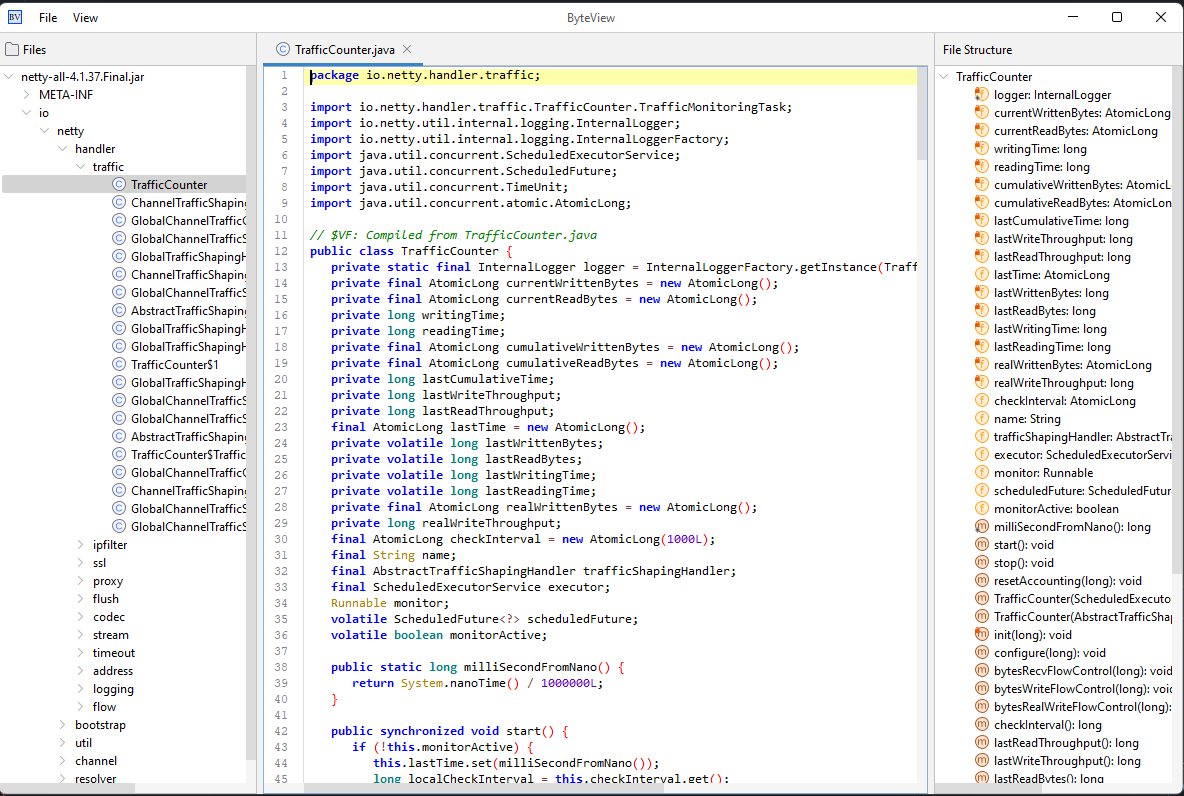 File View ByteView
Files
netty-all-4.1.37.Final.jar
META-INF
io
netty
handler
traffic
TrafficCounter
ChannelTrafficShaping
GlobalChannelTrafficC
GlobalChannelTrafficS
GlobalTrafficShapingH
ChannelTrafficShaping
GlobalChannelTrafficS
AbstractTrafficShaping
GlobalTrafficShapingH
GlobalTrafficShapingH
TrafficCounter$1
GlobalTrafficShapingH
GlobalChannelTrafficS
GlobalChannelTrafficS
AbstractTrafficShaping
TrafficCounter$Traffic
GlobalChannelTrafficC
ChannelTrafficShaping
GlobalChannelTrafficS
GlobalChannelTrafficS
ipfilter
ssl
proxy
flush
codec
stream
timeout
address
logging
flow
bootstrap
util
channel
resolver
TrafficCounter.java
1 package io.netty.handler.traffic;
2
3 import io.netty.handler.traffic.TrafficCounter.TrafficMonitoringTask;
4 import io.netty.util.internal.logging.InternalLogger;
5 import io.netty.util.internal.logging.InternalLoggerFactory;
6 import java.util.concurrent.ScheduledExecutorService;
7 import java.util.concurrent.ScheduledFuture;
8 import java.util.concurrent.TimeUnit;
9 import java.util.concurrent.atomic.AtomicLong;
10
11 // $VF: Compiled from TrafficCounter.java
12 public class TrafficCounter {
13 private static final InternalLogger logger = InternalLoggerFactory.getInstance(Traff
14 private final AtomicLong currentWrittenBytes = new AtomicLong();
15 private final AtomicLong currentReadBytes = new AtomicLong();
16 private long writingTime;
17 private long readingTime;
18 private final AtomicLong cumulativeWrittenBytes = new AtomicLong();
19 private final AtomicLong cumulativeReadBytes = new AtomicLong();
20 private long lastCumulativeTime;
21 private long lastWriteThroughput;
22 private long lastReadThroughput;
23 final AtomicLong lastTime = new AtomicLong();
24 private volatile long lastWrittenBytes;
25 private volatile long lastReadBytes;
26 private volatile long lastWritingTime;
27 private volatile long lastReadingTime;
28 private final AtomicLong realWrittenBytes = new AtomicLong();
29 private long realWriteThroughput;
30 final AtomicLong checkInterval = new AtomicLong(1000L);
31 final String name;
32 final AbstractTrafficShapingHandler trafficShapingHandler;
33 final ScheduledExecutorService executor;
34 Runnable monitor;
35 volatile ScheduledFuture<?> scheduledFuture;
36 volatile boolean monitorActive;
37
38 public static long milliSecondFromNano() {
39 return System.nanoTime() / 1000000L;
40 }
41
42 public synchronized void start() {
43 if (!this.monitorActive) {
44 this.lastTime.set(milliSecondFromNano());
45 long localCheckInterval = this.checkInterval.get();
File Structure
TrafficCounter
logger: InternalLogger
currentWrittenBytes: AtomicLong
currentReadBytes: AtomicLong
writingTime: long
readingTime: long
cumulativeWrittenBytes: AtomicL
cumulativeReadBytes: AtomicLon
lastCumulativeTime: long
lastWriteThroughput: long
lastReadThroughput: long
lastTime: AtomicLong
lastWrittenBytes: long
lastReadBytes: long
lastWritingTime: long
lastReadingTime: long
realWrittenBytes: AtomicLong
realWriteThroughput: long
checkInterval: AtomicLong
name: String
trafficShapingHandler: AbstractTra
executor: ScheduledExecutorServi
monitor: Runnable
scheduledFuture: ScheduledFutur
monitorActive: boolean
milliSecondFromNano(): long
start(): void
stop(): void
resetAccounting(long): void
TrafficCounter(ScheduledExecuto
TrafficCounter(AbstractTrafficShap
init(long): void
configure(long): void
bytesRecvFlowControl(long): void
bytesWriteFlowControl(long): voic
bytesRealWriteFlowControl(long):
checkInterval(): long
lastReadThroughput(): long
lastWriteThroughput(): long
lastReadBytes(): long